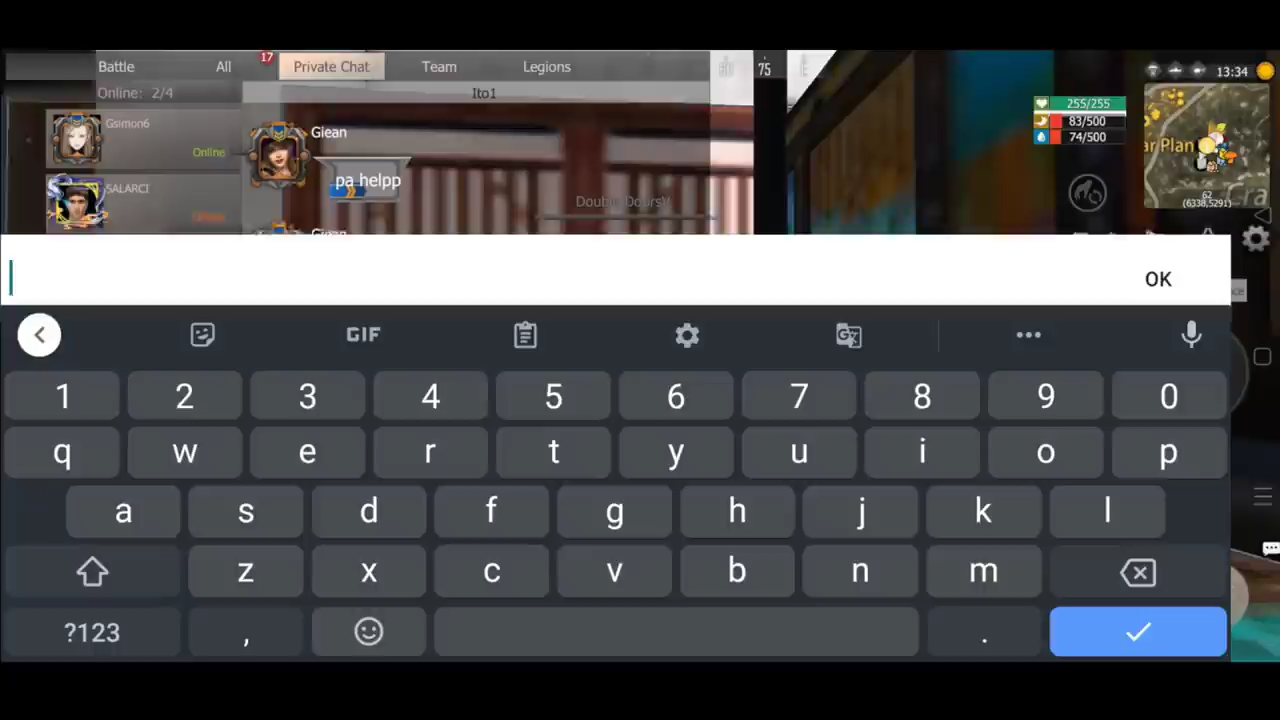 Battle
All
17
Private Chat
Team
Legions
75
13:34
Online: 2/4
Ito1
Gsimon6
Online
Giean
pa helpp
SALARCI
255/255
83/500
74/500
62
(6338,5291)
OK
GIF
1 2 3 4 5 6 7 8 9 0
q w e r t y u i o p
a s d f g h j k l
z x c v b n m
?123 , .